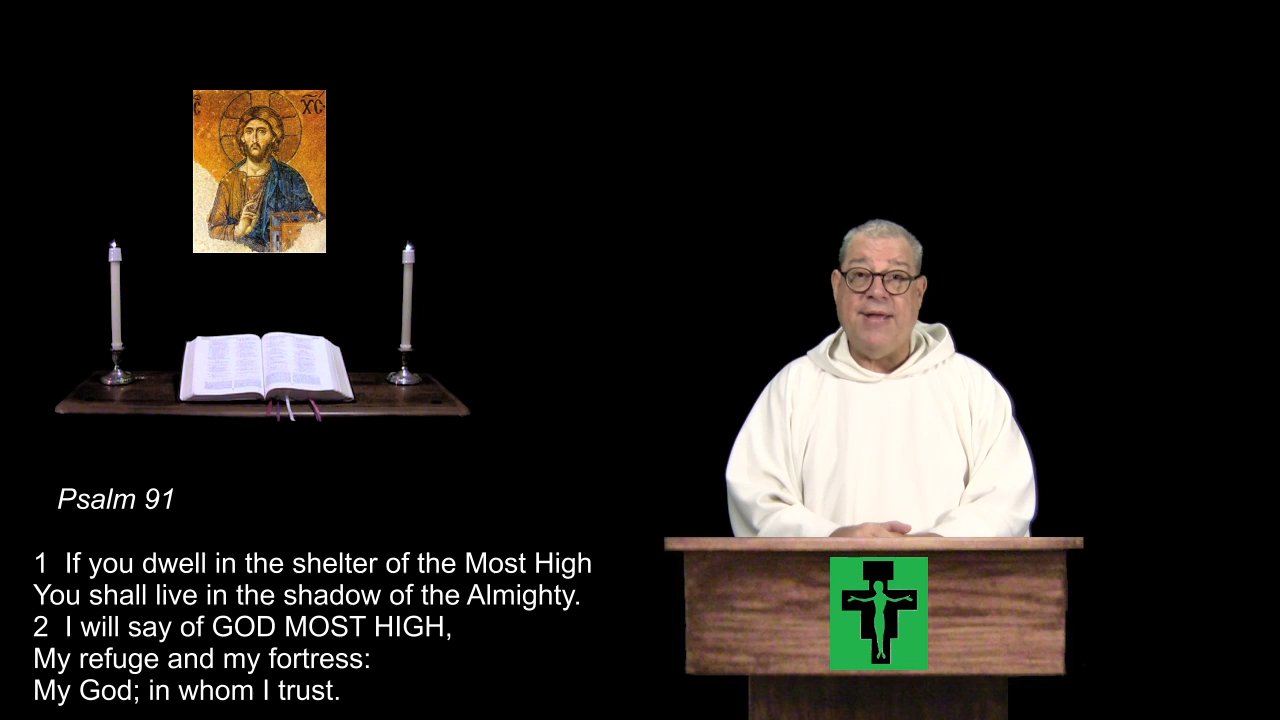 XC
Psalm 91
1 If you dwell in the shelter of the Most High
You shall live in the shadow of the Almighty.
2 I will say of GOD MOST HIGH,
My refuge and my fortress:
My God; in whom I trust.